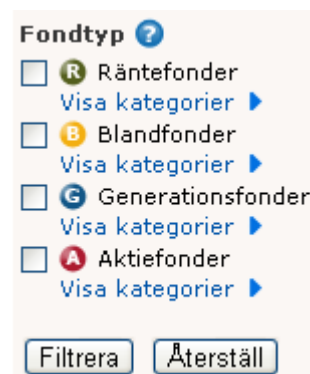 Fondtyp ?
R Räntefonder
Visa kategorier
B Blandfonder
Visa kategorier
G Generationsfonder
Visa kategorier
A Aktiefonder
Visa kategorier
Filtrera Återställ